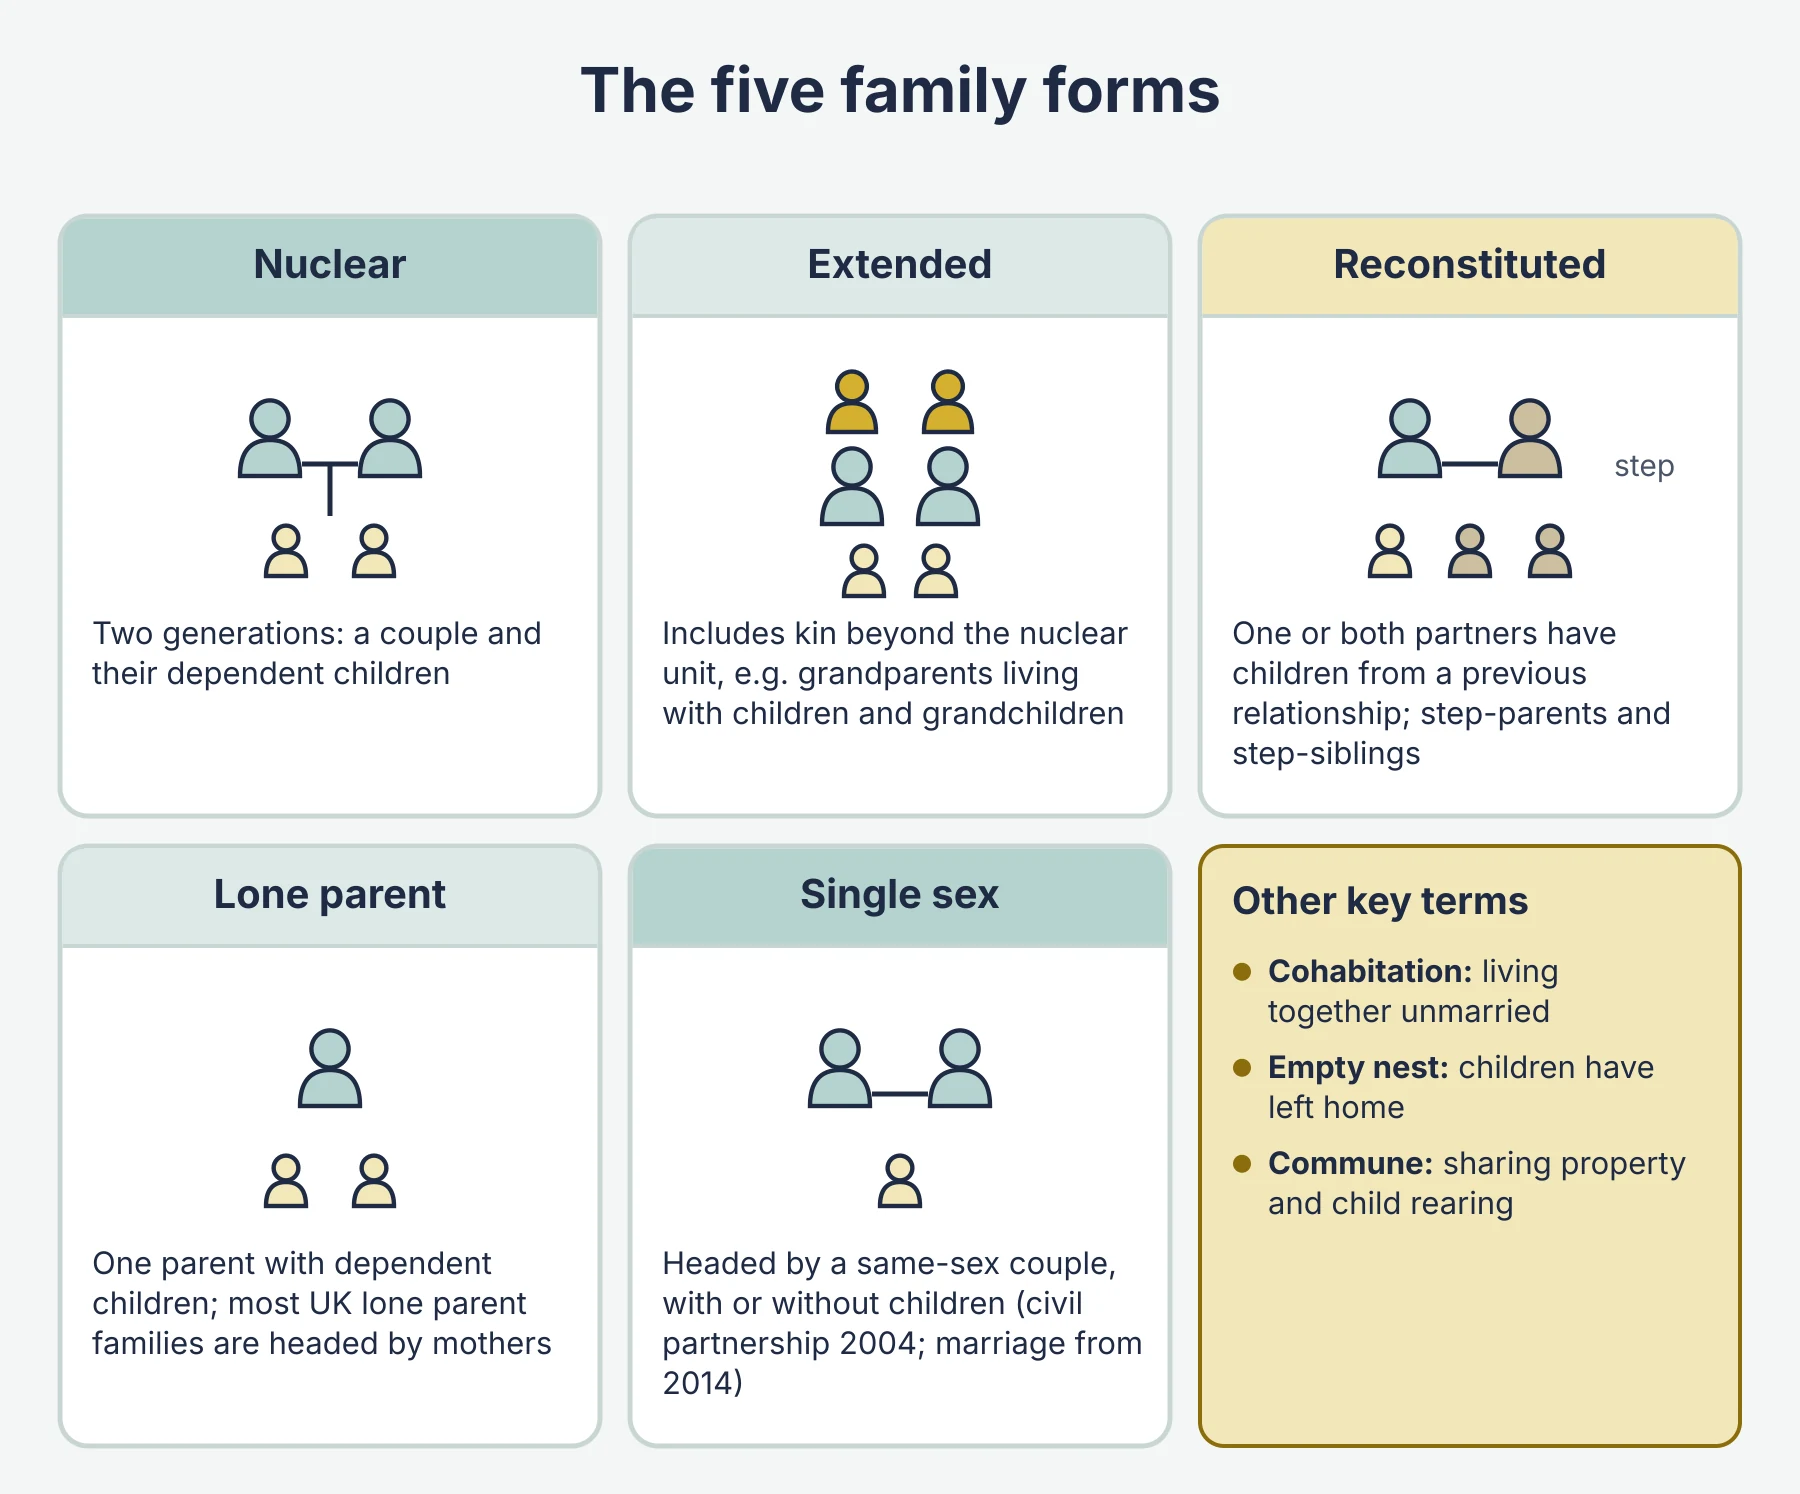 The five family forms
Nuclear
Two generations: a couple and
their dependent children
Extended
Includes kin beyond the nuclear
unit, e.g. grandparents living
with children and grandchildren
Reconstituted
step
One or both partners have
children from a previous
relationship; step-parents and
step-siblings
Lone parent
One parent with dependent
children; most UK lone parent
families are headed by mothers
Single sex
Headed by a same-sex couple,
with or without children (civil
partnership 2004; marriage from
2014)
Other key terms
Cohabitation: living
together unmarried
Empty nest: children have
left home
Commune: sharing property
and child rearing